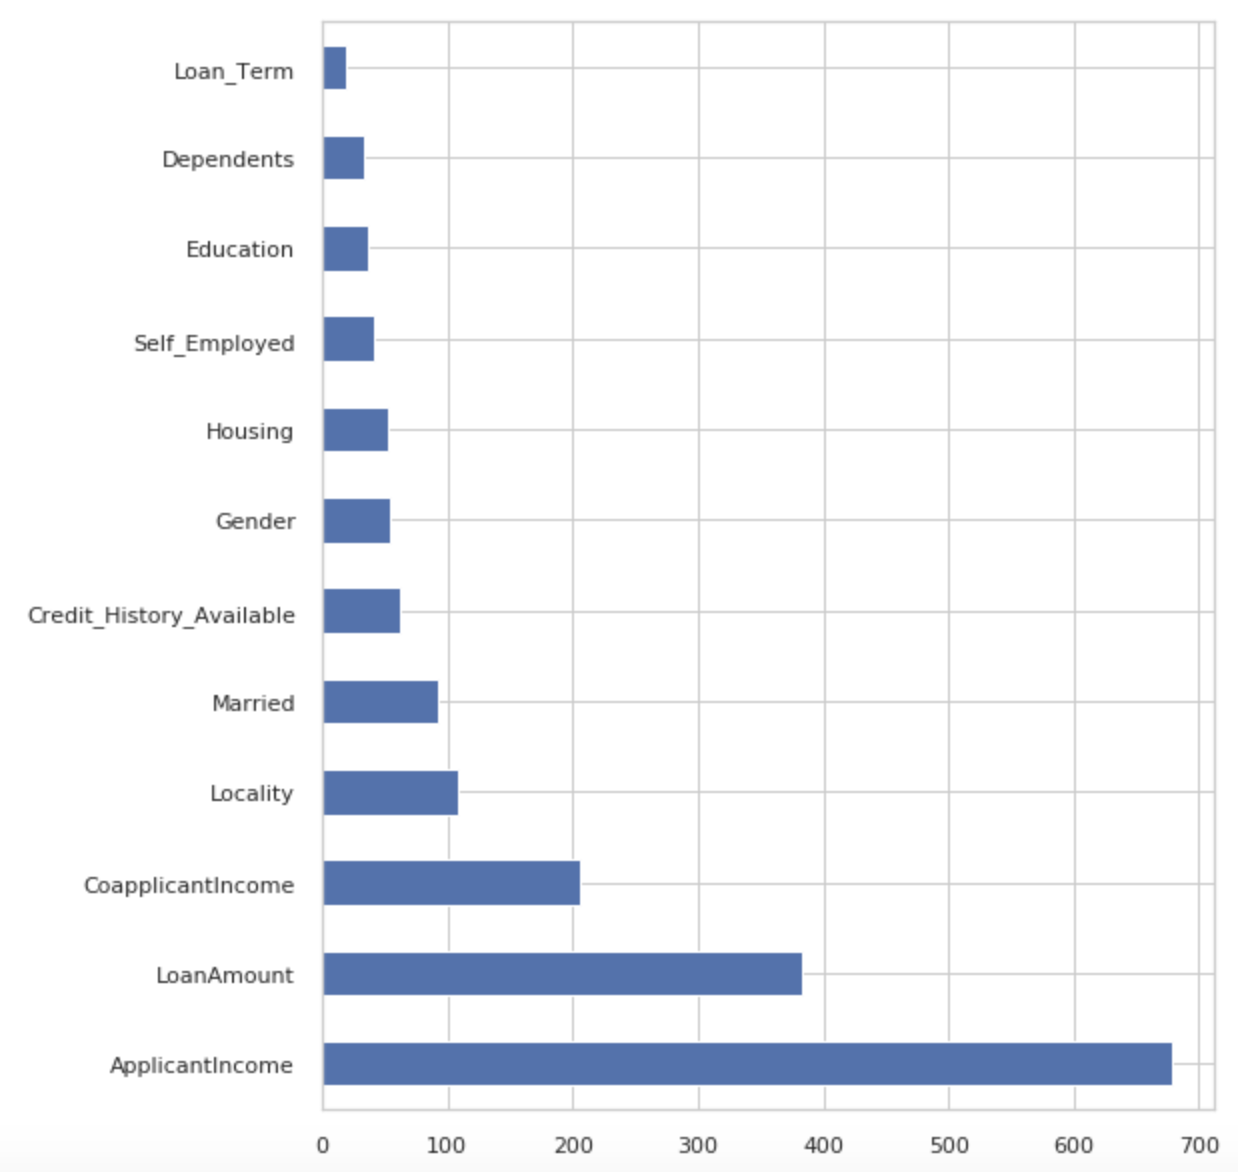 Loan_Term
Dependents
Education
Self_Employed
Housing
Gender
Credit_History_Available
Married
Locality
CoapplicantIncome
LoanAmount
ApplicantIncome
0 100 200 300 400 500 600 700